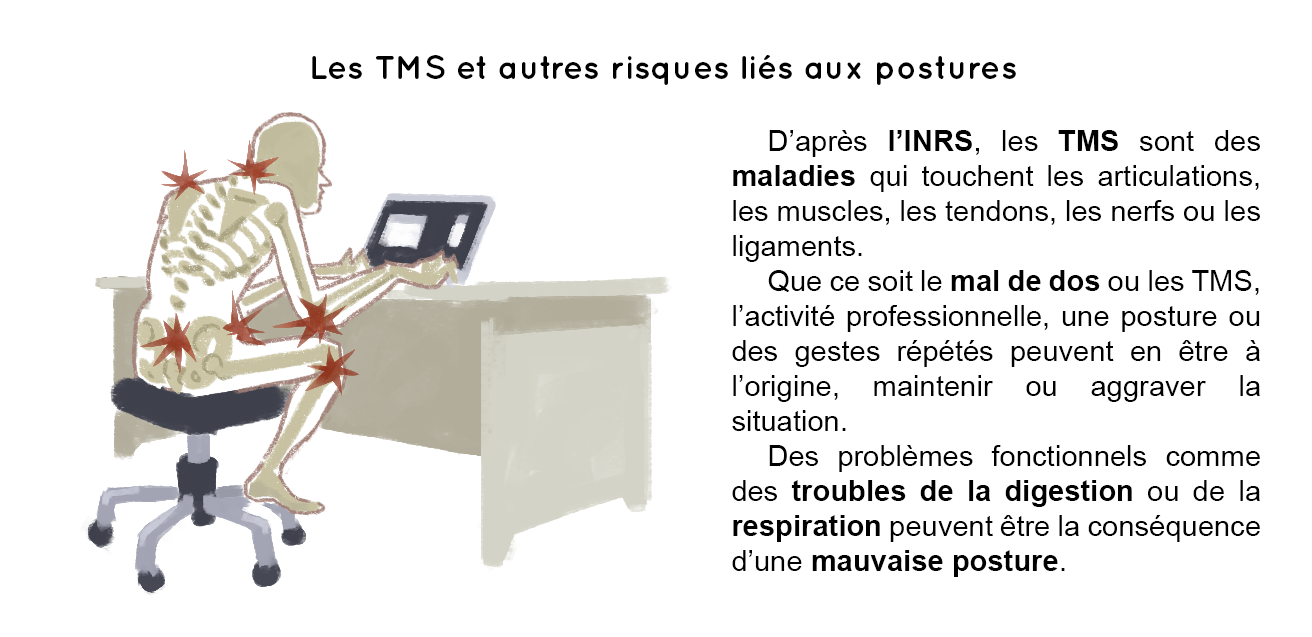 Les TMS et autres risques liés aux postures
D’après l’INRS, les TMS sont des
maladies qui touchent les articulations,
les muscles, les tendons, les nerfs ou les
ligaments.
Que ce soit le mal de dos ou les TMS,
l’activité professionnelle, une posture ou
des gestes répétés peuvent en être à
l’origine, maintenir ou aggraver la
situation.
Des problèmes fonctionnels comme
des troubles de la digestion ou de la
respiration peuvent être la conséquence
d’une mauvaise posture.